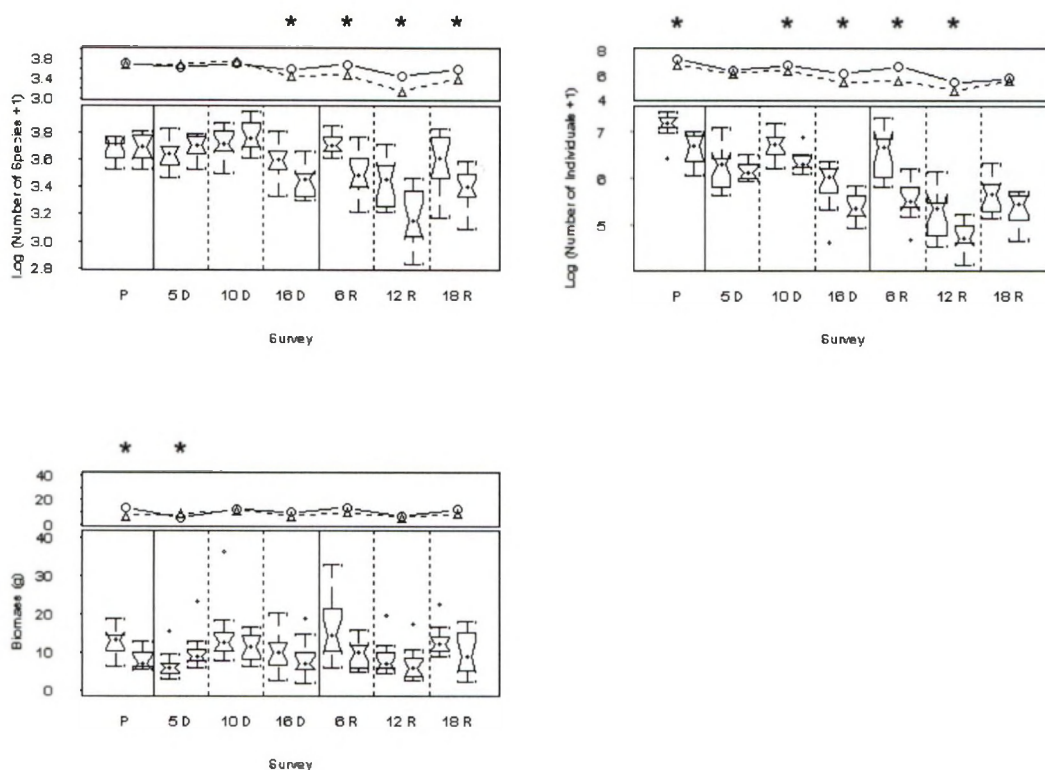 * * * *
3.8
3.4
3.0
Log (Number of Species +1)
3.8
3.6
3.4
3.2
3.0
2.8
P 5 D 10 D 16 D 6 R 12 R 18 R
Survey
* * * * *
8
6
4
Log (Number of Individuals +1)
7
6
5
P 5 D 10 D 16 D 6 R 12 R 18 R
Survey
* *
40
20
0
Biomass (g)
40
30
20
10
0
P 5 D 10 D 16 D 6 R 12 R 18 R
Survey